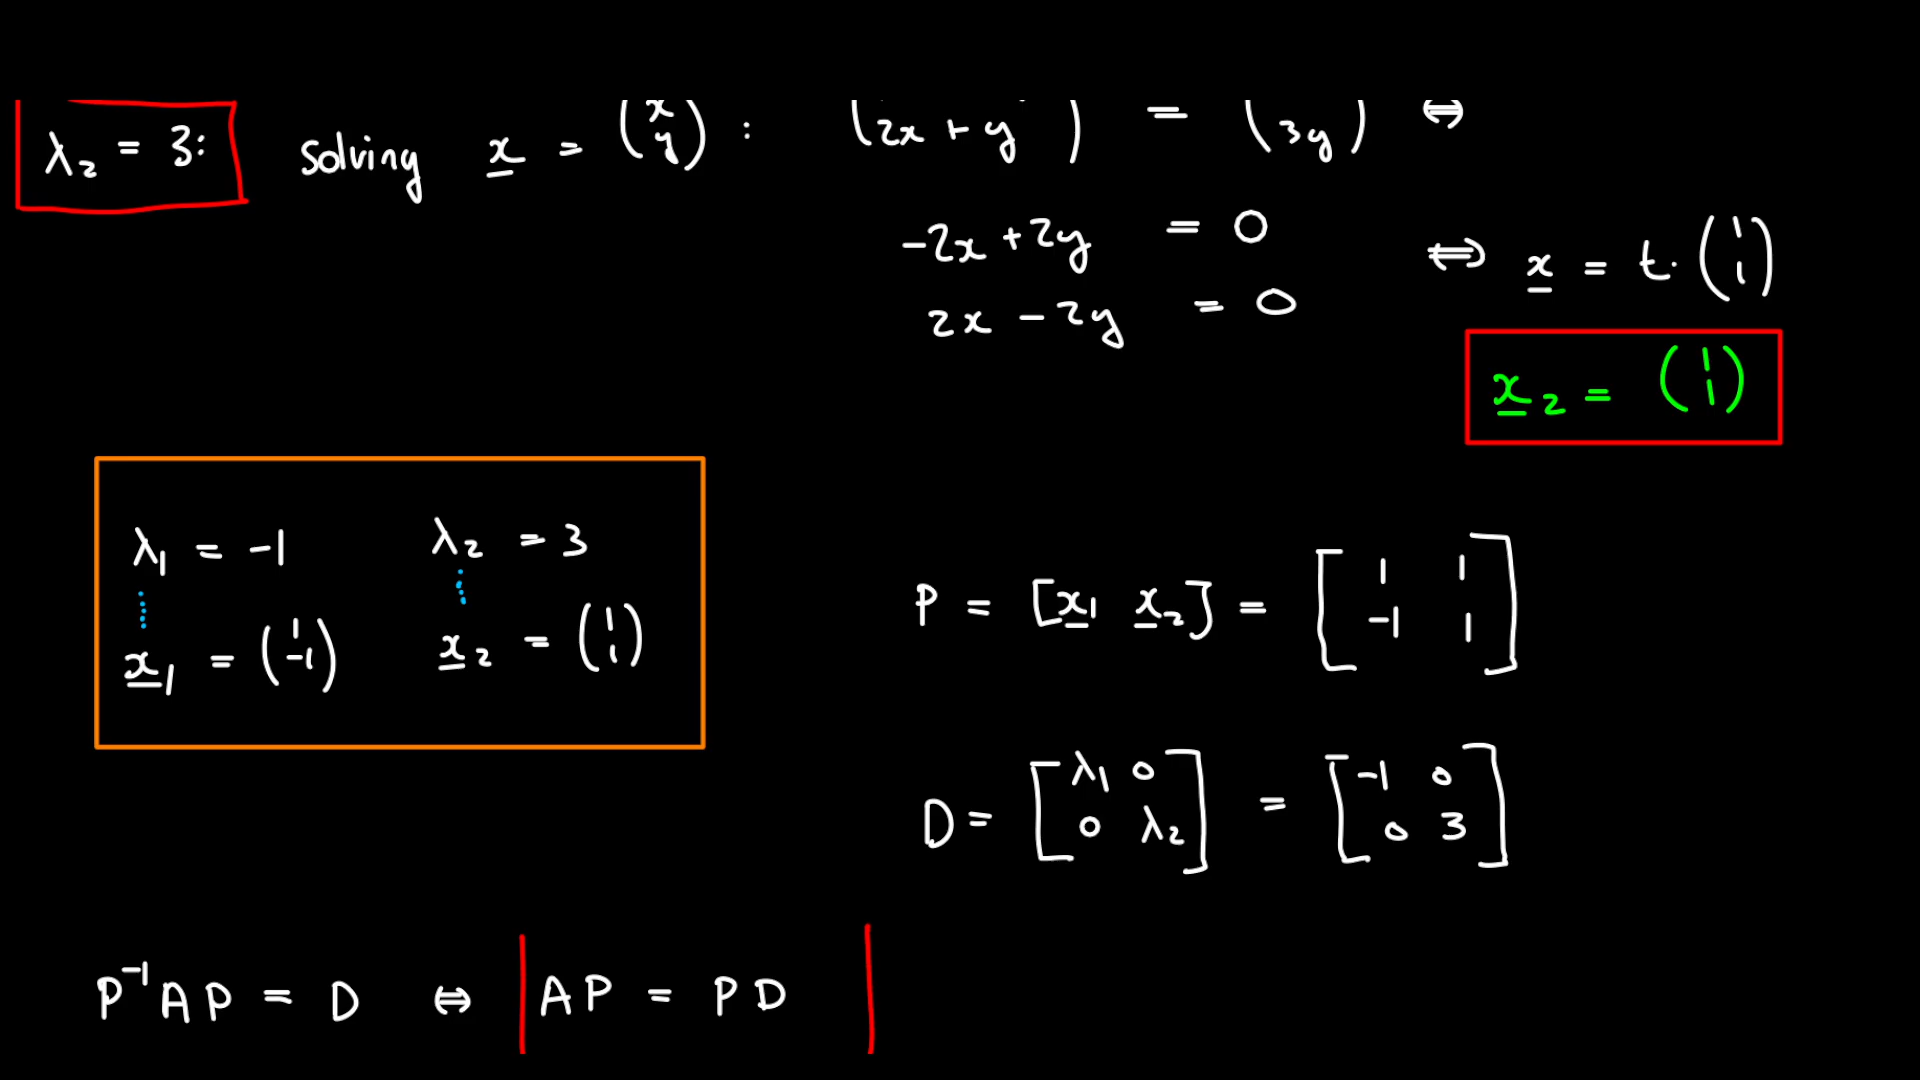 λ₂ = 3: Solving x = (x y) : (2x + y) = (3y) ⇔
-2x + 2y = 0
2x - 2y = 0 ⇔ x = t · (1 1)
x₂ = (1 1)
λ₁ = -1 λ₂ = 3
x₁ = (1 -1) x₂ = (1 1)
P = [x₁ x₂] = [1 1
-1 1]
D = [λ₁ 0
0 λ₂] = [-1 0
0 3]
P⁻¹AP = D ⇔ AP = PD